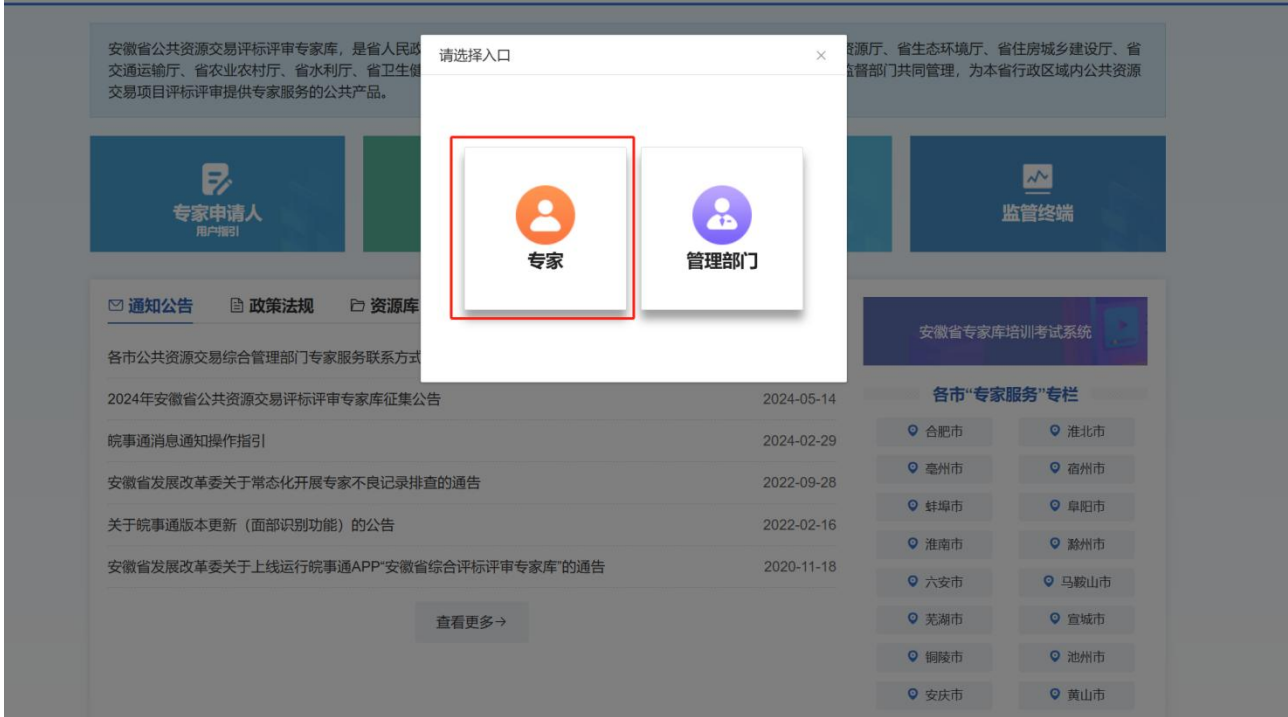 安徽省公共资源交易评标评审专家库，是省人民政
资源厅、省生态环境厅、省住房城乡建设厅、省
交通运输厅、省农业农村厅、省水利厅、省卫生健
监督部门共同管理，为本省行政区域内公共资源
交易项目评标评审提供专家服务的公共产品。
请选择入口
专家
管理部门
专家申请人
用户指引
监管终端
通知公告
政策法规
资源库
各市公共资源交易综合管理部门专家服务联系方式
2024年安徽省公共资源交易评标评审专家库征集公告 2024-05-14
皖事通消息通知操作指引 2024-02-29
安徽省发展改革委关于常态化开展专家不良记录排查的通告 2022-09-28
关于皖事通版本更新（面部识别功能）的公告 2022-02-16
安徽省发展改革委关于上线运行皖事通APP“安徽省综合评标评审专家库”的通告 2020-11-18
查看更多→
安徽省专家库培训考试系统
各市“专家服务”专栏
合肥市 淮北市
亳州市 宿州市
蚌埠市 阜阳市
淮南市 滁州市
六安市 马鞍山市
芜湖市 宣城市
铜陵市 池州市
安庆市 黄山市